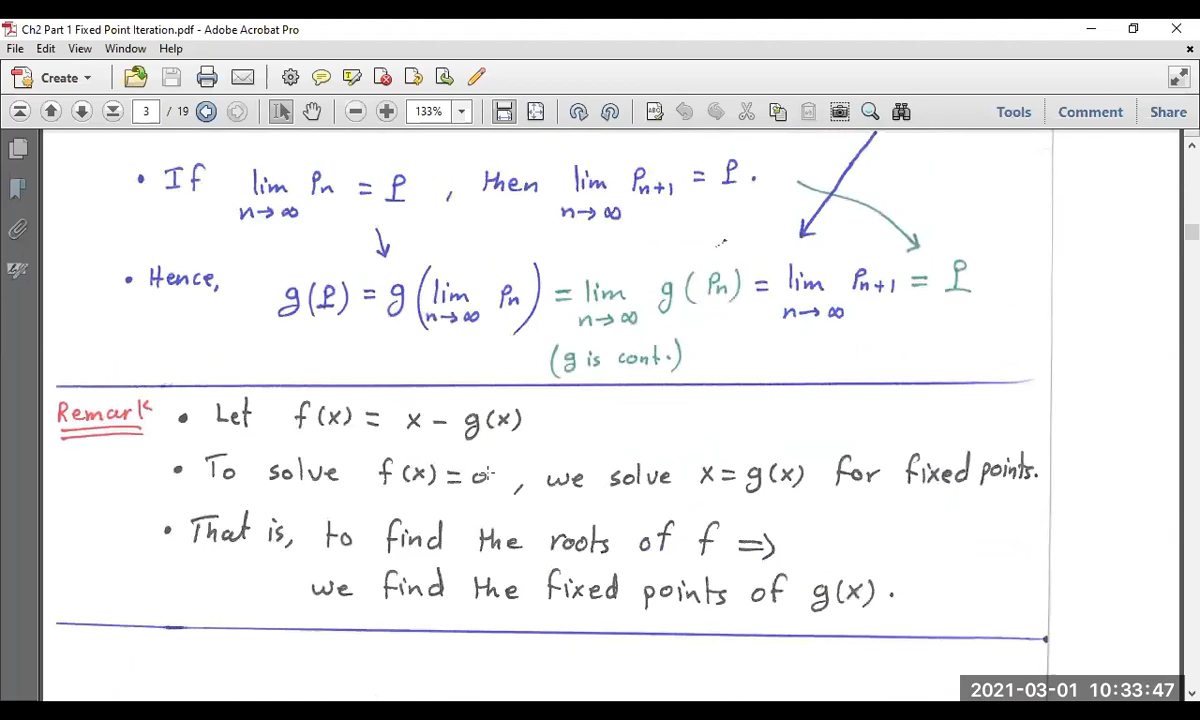 Ch2 Part 1 Fixed Point Iteration.pdf - Adobe Acrobat Pro
File Edit View Window Help
Create
3 / 19 133% Tools Comment Share
• If lim n→∞ Pn = P , then lim n→∞ Pn+1 = P .
• Hence, g(P) = g(lim n→∞ Pn) = lim n→∞ g(Pn) = lim n→∞ Pn+1 = P
(g is cont.)
Remark • Let f(x) = x - g(x)
• To solve f(x) = 0 , we solve x = g(x) for fixed points.
• That is, to find the roots of f ⇒
we find the fixed points of g(x) .
2021-03-01 10:33:47